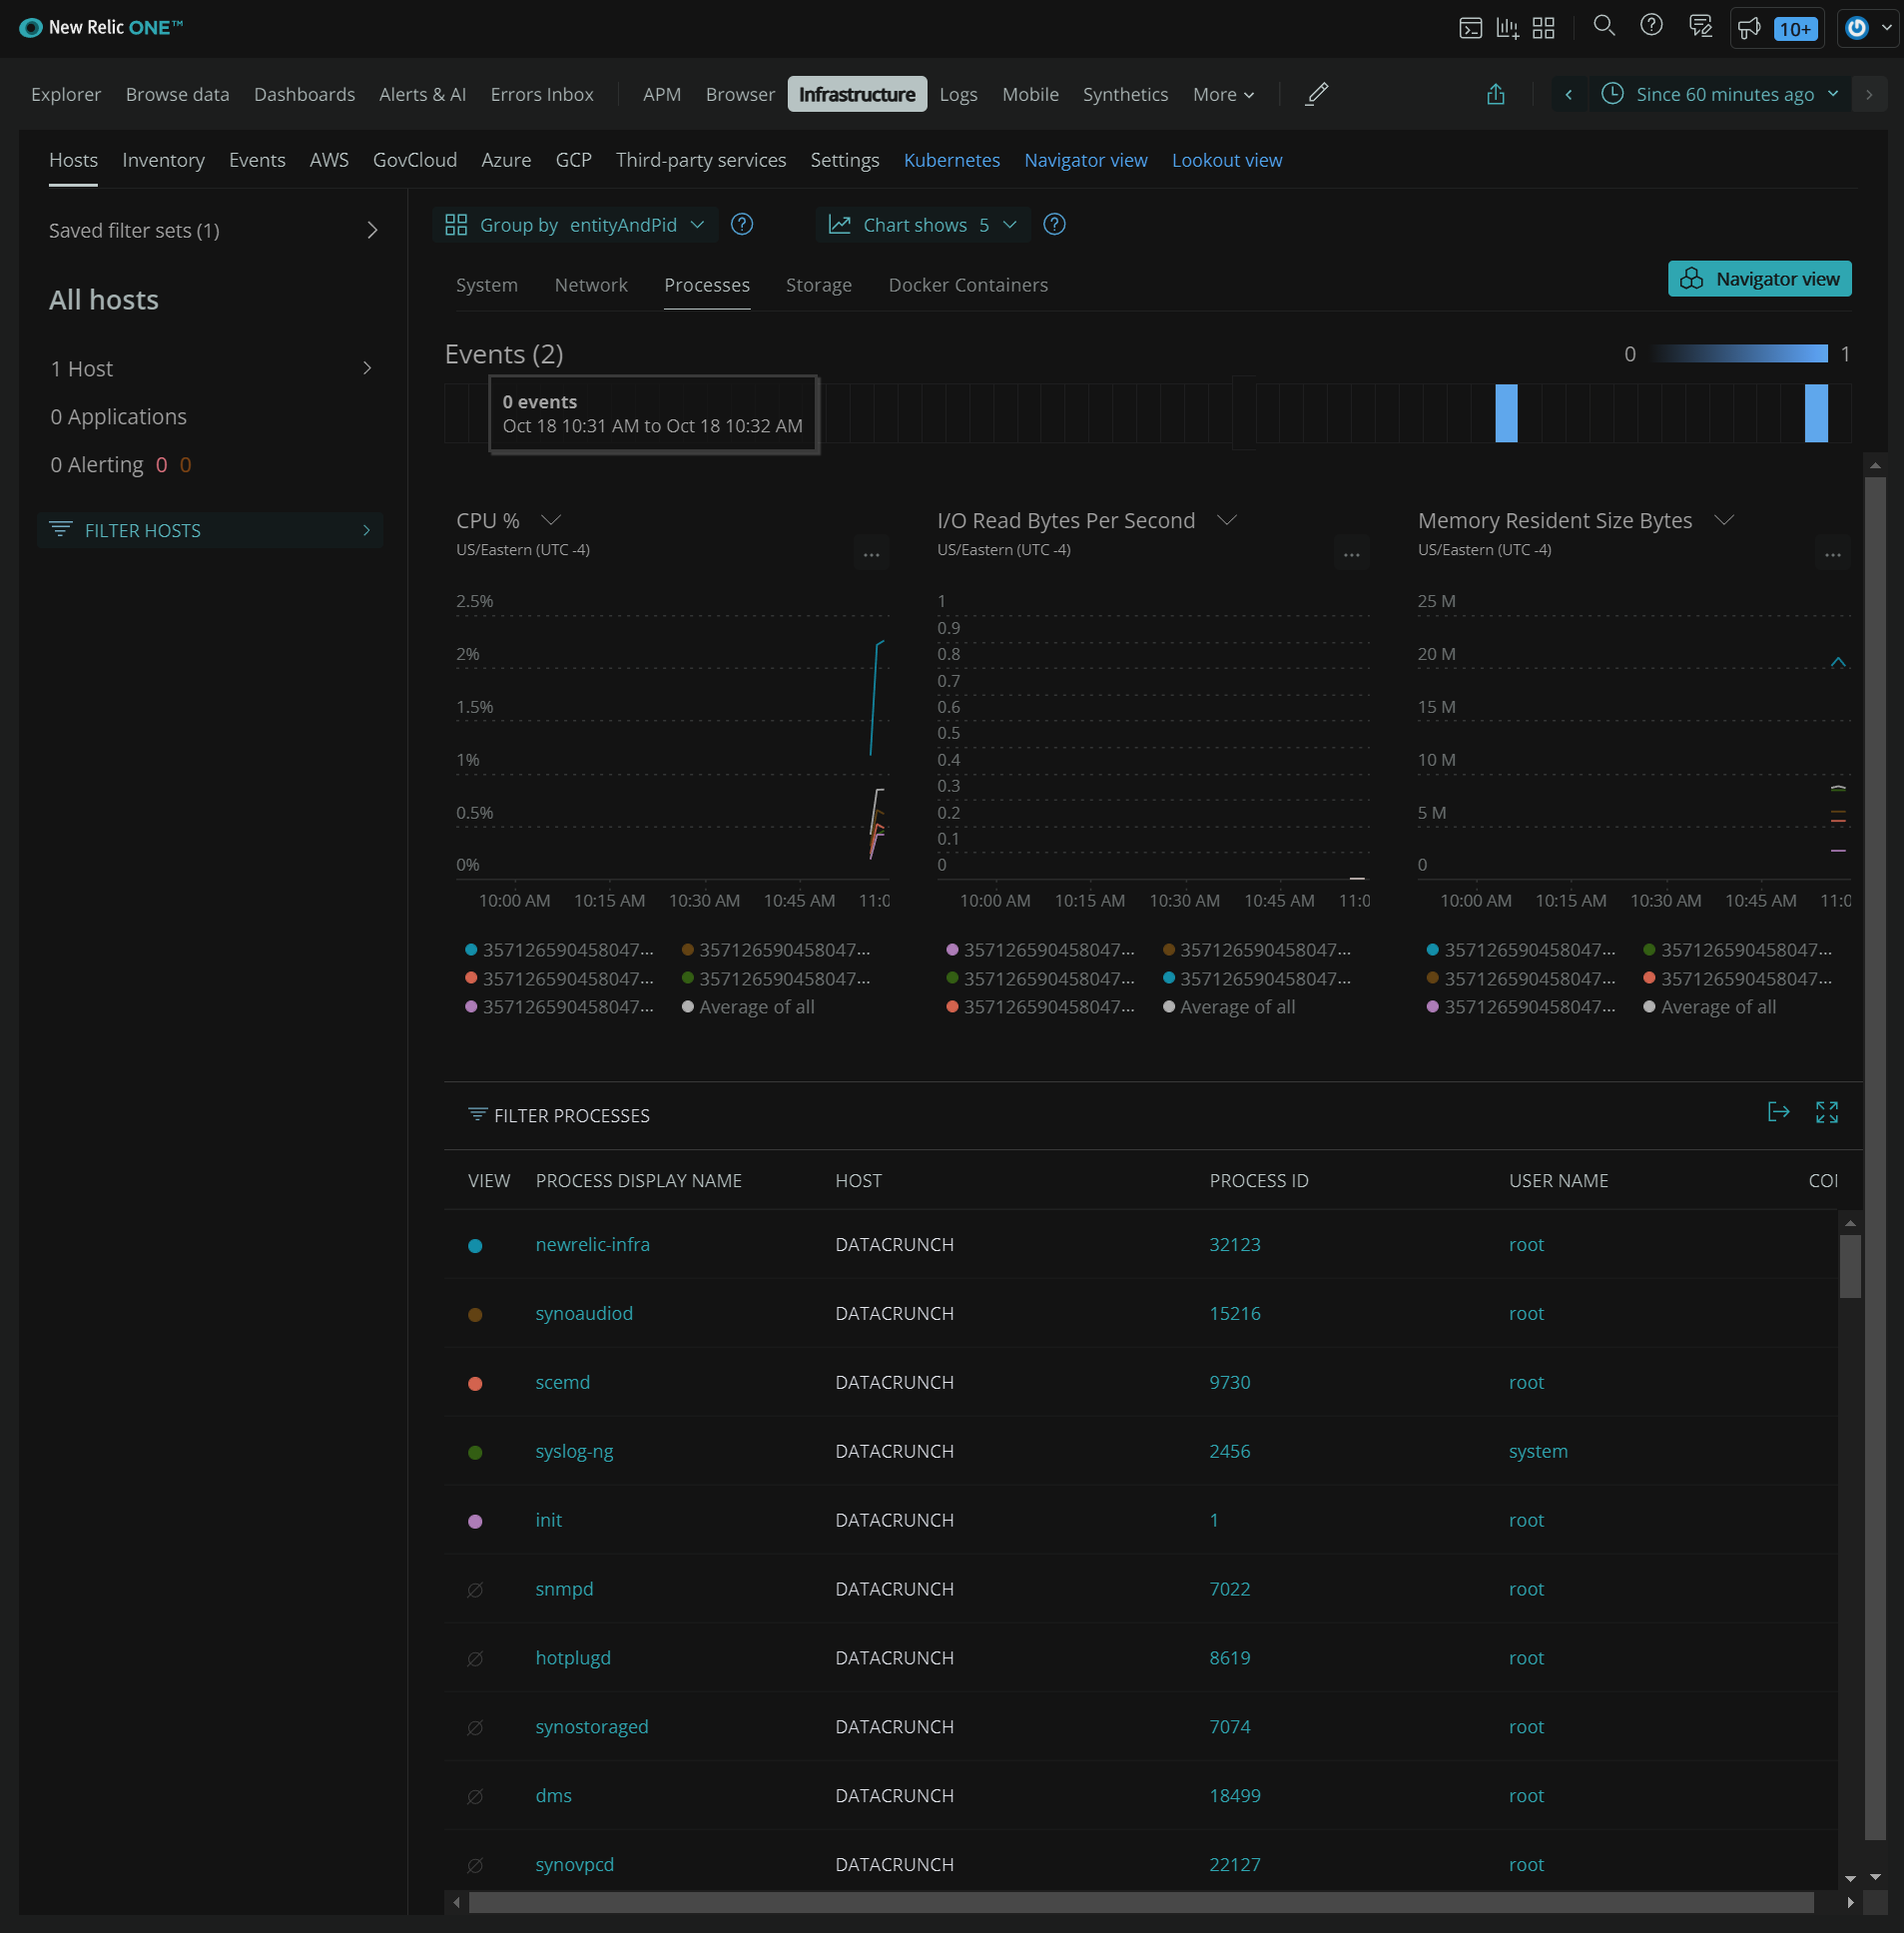 New Relic ONE™
10+
Explorer Browse data Dashboards Alerts & AI Errors Inbox APM Browser Infrastructure Logs Mobile Synthetics More Since 60 minutes ago
Hosts Inventory Events AWS GovCloud Azure GCP Third-party services Settings Kubernetes Navigator view Lookout view
Saved filter sets (1)
All hosts
1 Host
0 Applications
0 Alerting 0 0
FILTER HOSTS
Group by entityAndPid ? Chart shows 5 ?
System Network Processes Storage Docker Containers Navigator view
Events (2) 0 1
0 events
Oct 18 10:31 AM to Oct 18 10:32 AM
CPU %
US/Eastern (UTC -4)
...
2.5%
2%
1.5%
1%
0.5%
0%
10:00 AM 10:15 AM 10:30 AM 10:45 AM 11:0
357126590458047... 357126590458047...
357126590458047... 357126590458047...
357126590458047... Average of all
I/O Read Bytes Per Second
US/Eastern (UTC -4)
...
1
0.9
0.8
0.7
0.6
0.5
0.4
0.3
0.2
0.1
0
10:00 AM 10:15 AM 10:30 AM 10:45 AM 11:0
357126590458047... 357126590458047...
357126590458047... 357126590458047...
357126590458047... Average of all
Memory Resident Size Bytes
US/Eastern (UTC -4)
...
25 M
20 M
15 M
10 M
5 M
0
10:00 AM 10:15 AM 10:30 AM 10:45 AM 11:0
357126590458047... 357126590458047...
357126590458047... 357126590458047...
357126590458047... Average of all
FILTER PROCESSES
VIEW PROCESS DISPLAY NAME HOST PROCESS ID USER NAME
newrelic-infra DATACRUNCH 32123 root
synoaudiod DATACRUNCH 15216 root
scemd DATACRUNCH 9730 root
syslog-ng DATACRUNCH 2456 system
init DATACRUNCH 1 root
snmpd DATACRUNCH 7022 root
hotplugd DATACRUNCH 8619 root
synostoraged DATACRUNCH 7074 root
dms DATACRUNCH 18499 root
synovpcd DATACRUNCH 22127 root